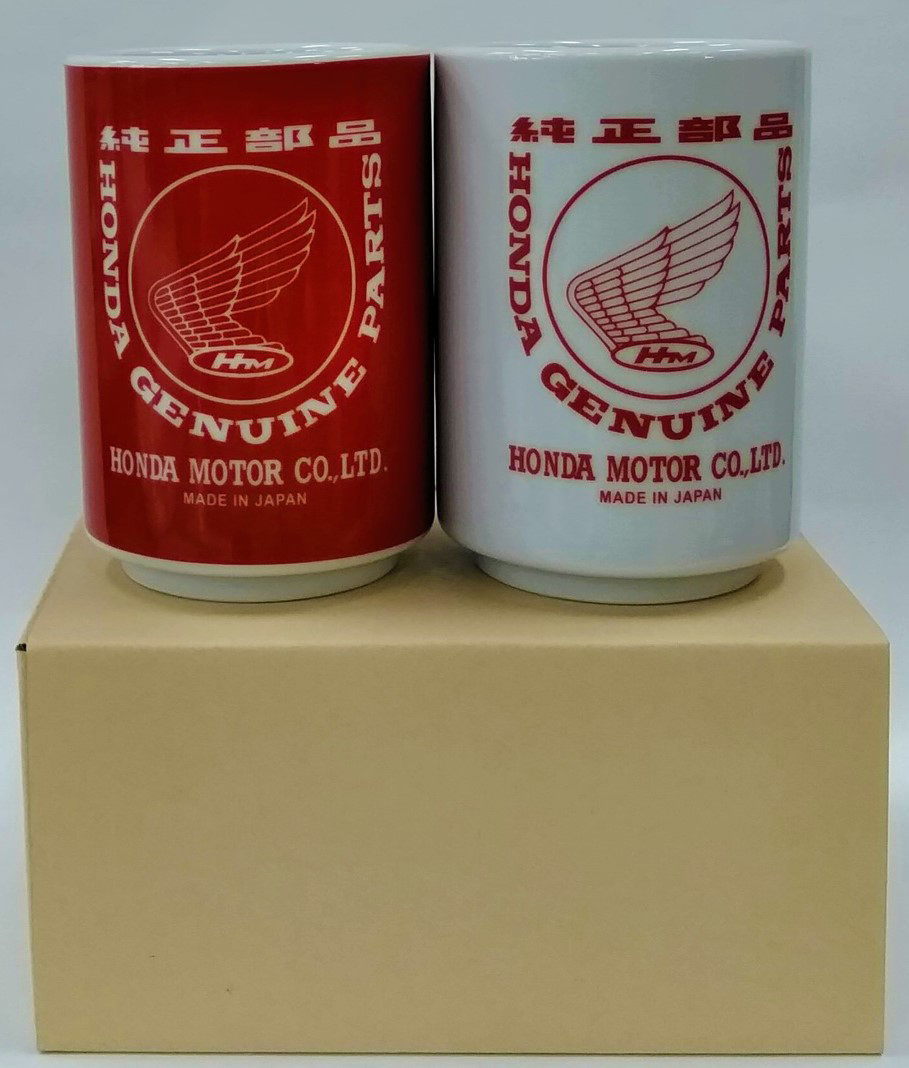 純正部品
HONDA GENUINE PARTS
HM
HONDA MOTOR CO.,LTD.
MADE IN JAPAN
純正部品
HONDA GENUINE PARTS
HM
HONDA MOTOR CO.,LTD.
MADE IN JAPAN